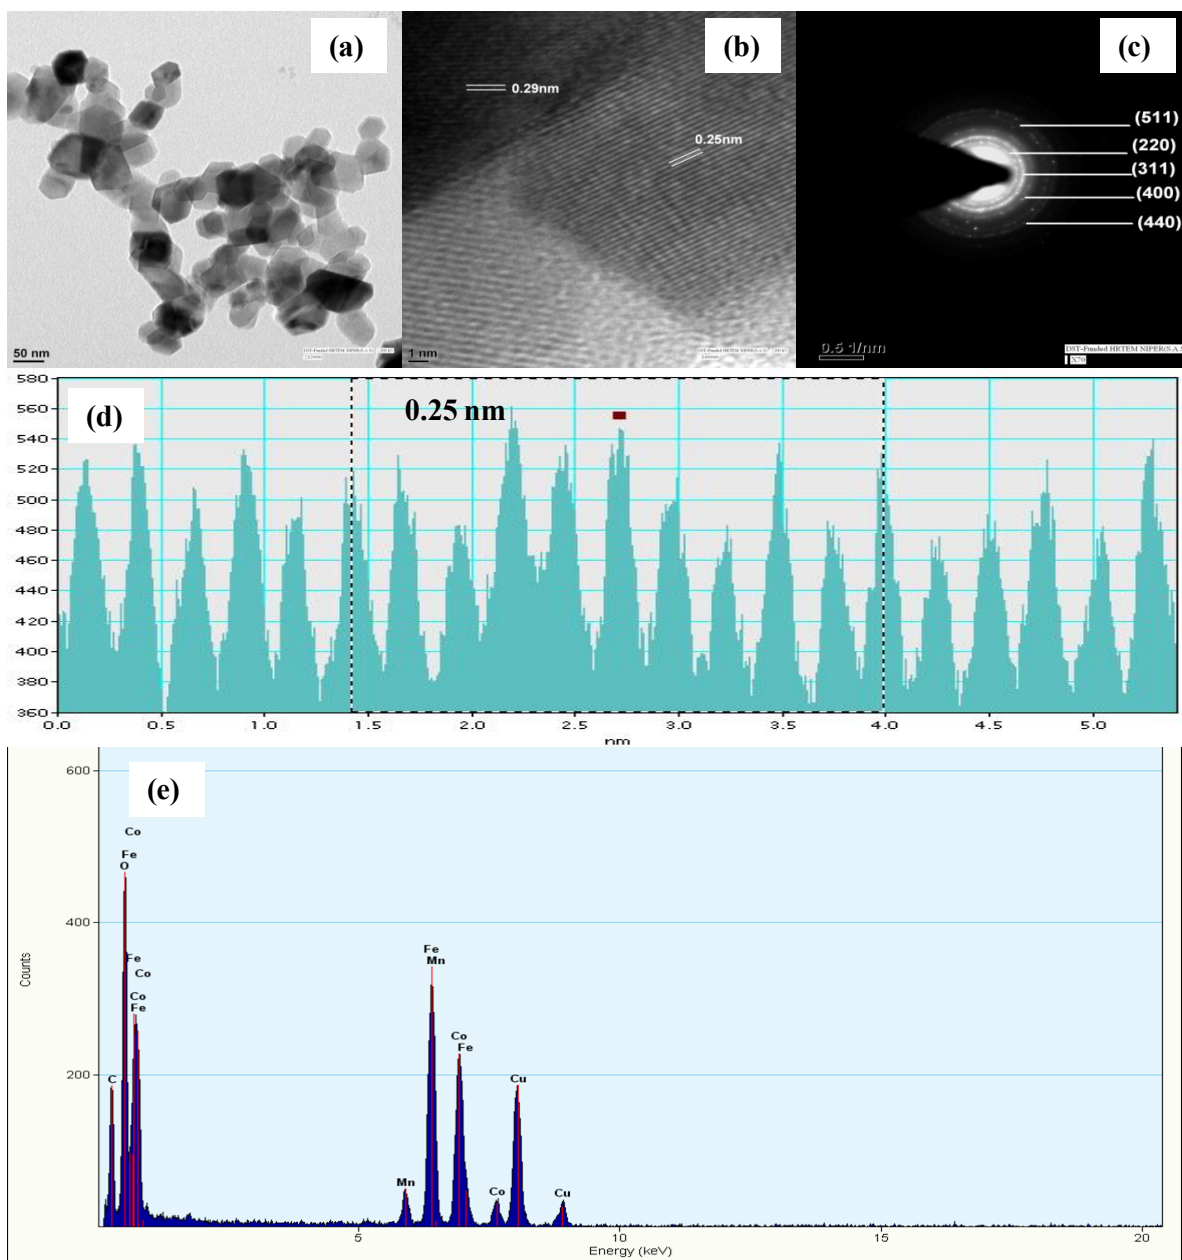 (a)
50 nm
(b)
0.29nm
0.25nm
1 nm
(c)
(511)
(220)
(311)
(400)
(440)
0.5 1/nm
X70
(d)
0.25 nm
580
560
540
520
500
480
460
440
420
400
380
360
0.0 0.5 1.0 1.5 2.0 2.5 3.0 3.5 4.0 4.5 5.0
nm
(e)
600
400
200
Counts
Co
Fe
O
Fe
Co
Co
Fe
C
Fe
Mn
Co
Fe
Cu
Mn
Co
Cu
5 10 15 20
Energy (keV)